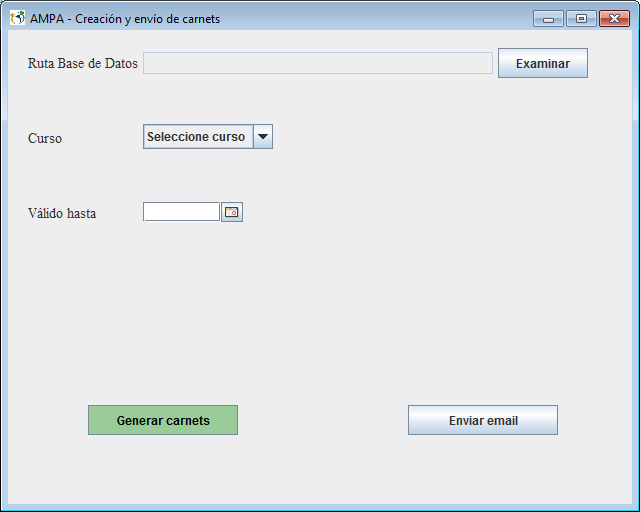 AMPA - Creación y envío de carnets
Ruta Base de Datos
Examinar
Curso
Seleccione curso
Válido hasta
Generar carnets
Enviar email